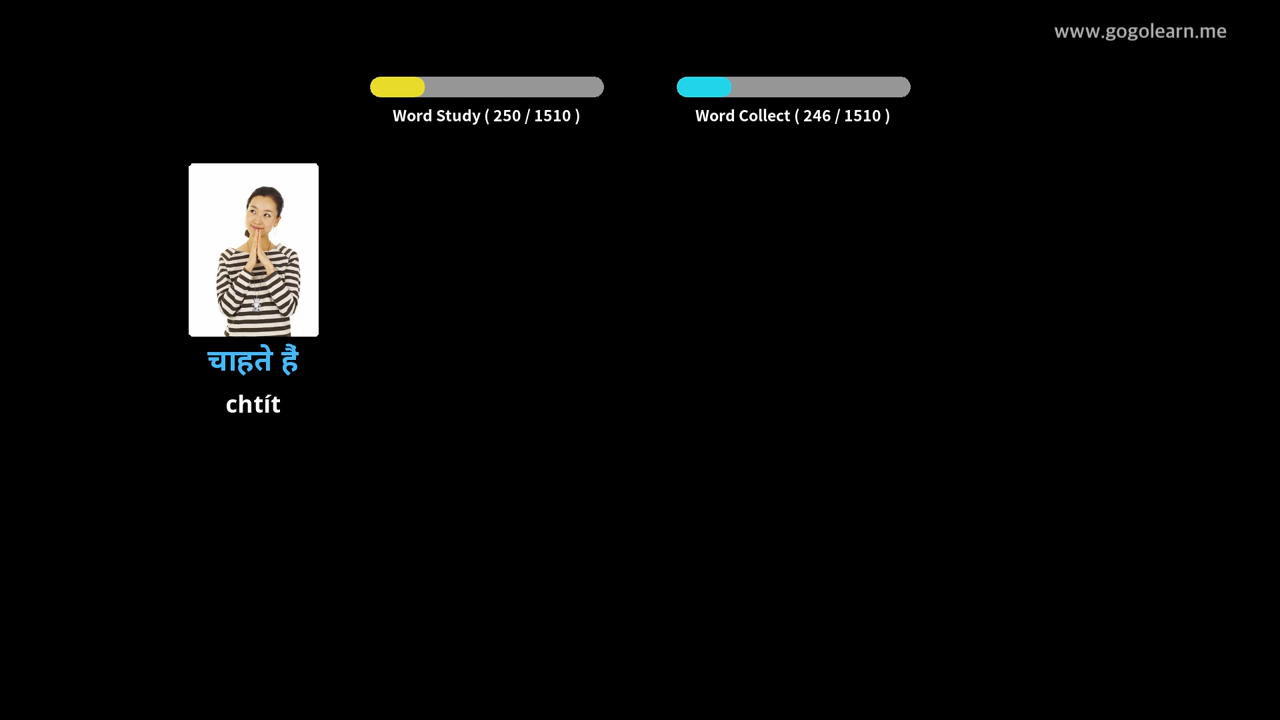 www.gogolearn.me
Word Study ( 250 / 1510 )
Word Collect ( 246 / 1510 )
चाहते हैं
chtít